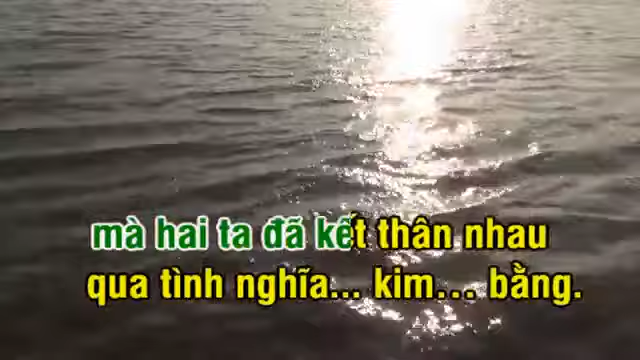 mà hai ta đã kết thân nhau
qua tình nghĩa... kim... bằng.